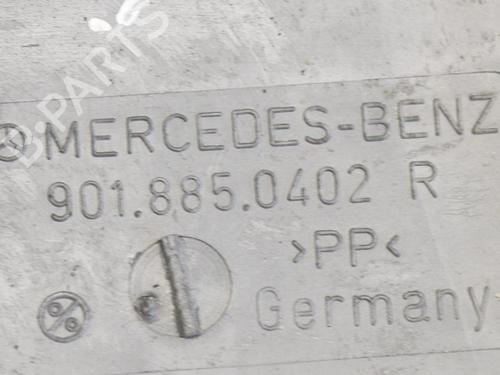 B-PARTS
MERCEDES-BENZ
901.885.0402 R
>PP<
Germany